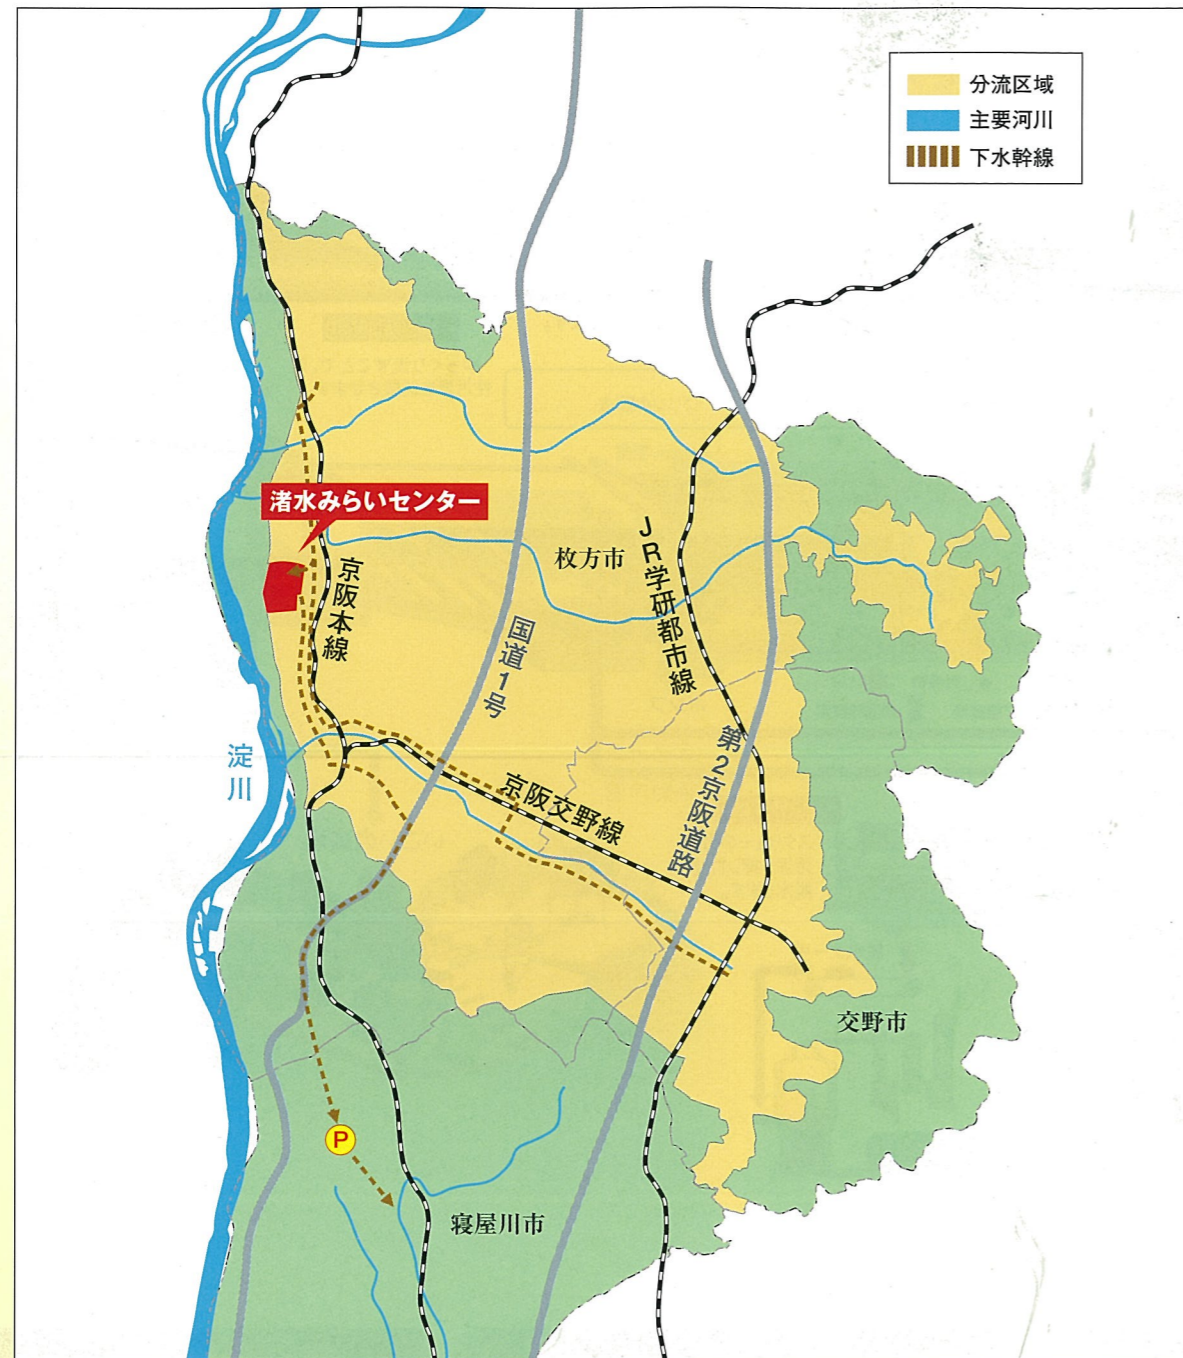 分流区域
主要河川
下水幹線
渚水みらいセンター
京阪本線
枚方市
JR学研都市線
国道1号
淀川
第2京阪道路
京阪交野線
交野市
P
寝屋川市